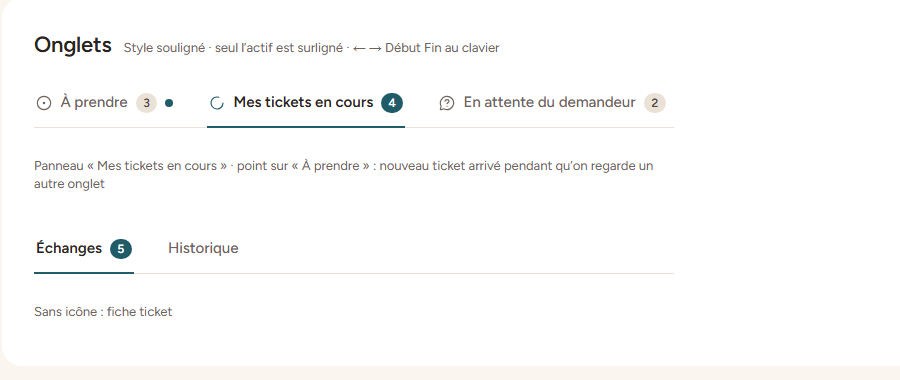 Onglets Style souligné · seul l'actif est surligné · ← → Début Fin au clavier
À prendre 3 Mes tickets en cours 4 En attente du demandeur 2
Panneau « Mes tickets en cours » · point sur « À prendre » : nouveau ticket arrivé pendant qu'on regarde un
autre onglet
Échanges 5 Historique
Sans icône : fiche ticket